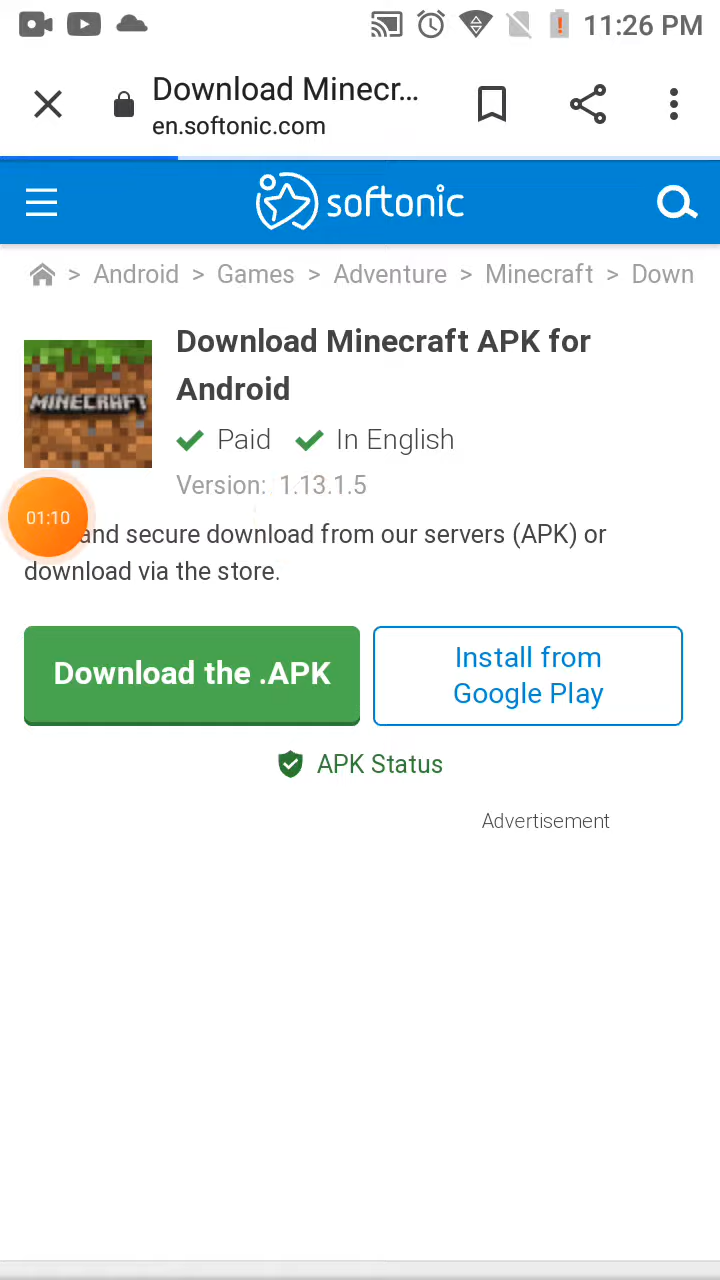 11:26 PM
Download Minecr...
en.softonic.com
softonic
> Android > Games > Adventure > Minecraft > Down
Download Minecraft APK for
Android
MINECRAFT
Paid In English
Version: 1.13.1.5
01:10
and secure download from our servers (APK) or
download via the store.
Download the .APK
Install from
Google Play
APK Status
Advertisement